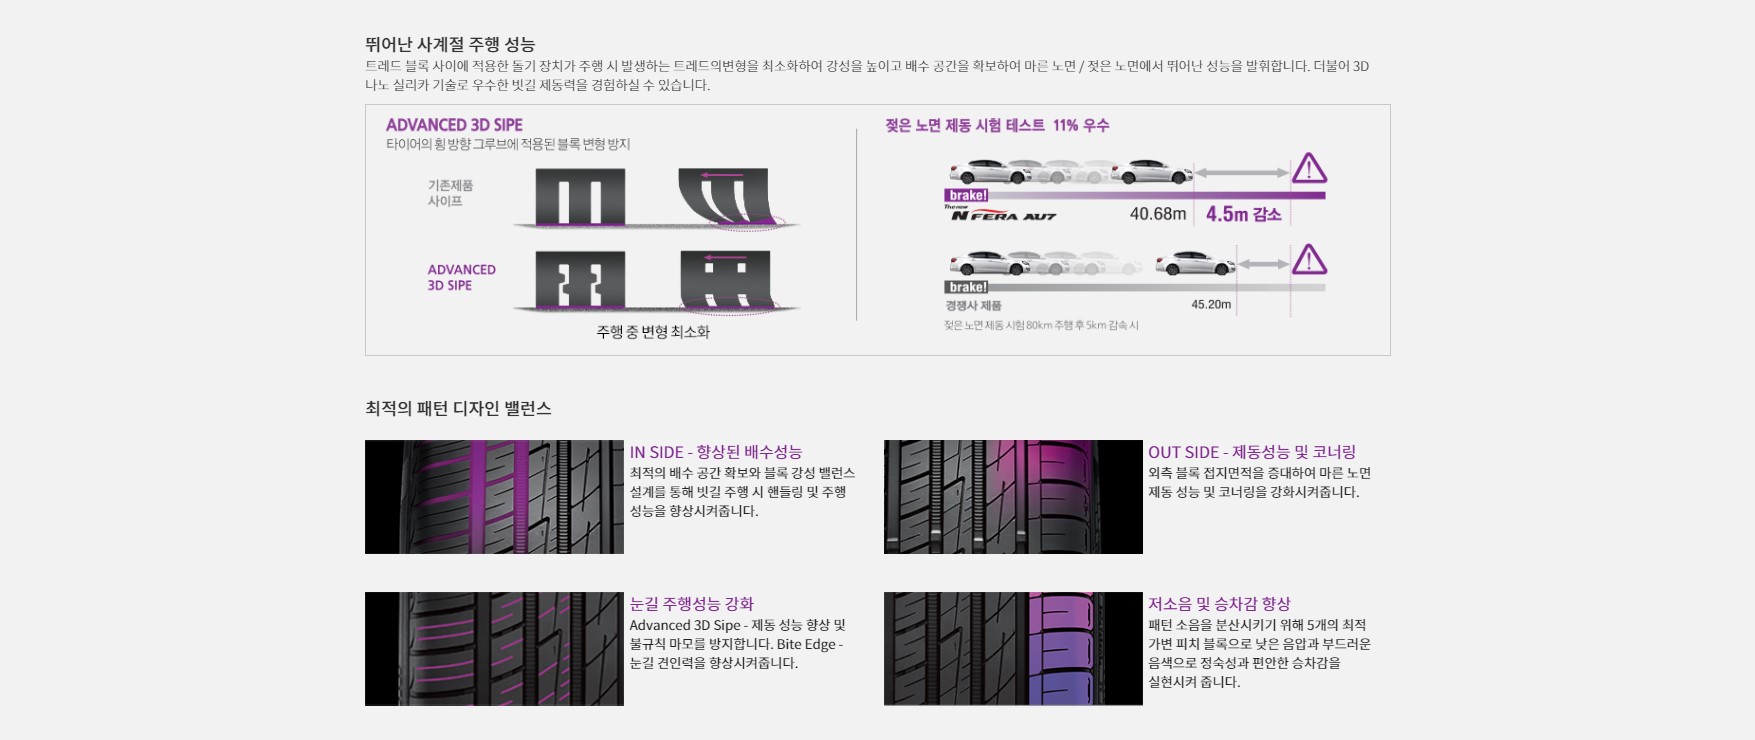 뛰어난 사계절 주행 성능
트레드 블록 사이에 적용한 돌기 장치가 주행 시 발생하는 트레드의변형을 최소화하여 강성을 높이고 배수 공간을 확보하여 마른 노면 / 젖은 노면에서 뛰어난 성능을 발휘합니다. 더불어 3D
나노 실리카 기술로 우수한 빗길 제동력을 경험하실 수 있습니다.
ADVANCED 3D SIPE
타이어의 횡 방향 그루브에 적용된 블록 변형 방지
기존제품
사이프
ADVANCED
3D SIPE
주행 중 변형 최소화
젖은 노면 제동 시험 테스트 11% 우수
brake!
The new
N FERA AU7
40.68m
4.5m 감소
brake!
경쟁사 제품
45.20m
젖은 노면 제동 시험 80km 주행 후 5km 감속 시
최적의 패턴 디자인 밸런스
IN SIDE - 향상된 배수성능
최적의 배수 공간 확보와 블록 강성 밸런스
설계를 통해 빗길 주행 시 핸들링 및 주행
성능을 향상시켜줍니다.
OUT SIDE - 제동성능 및 코너링
외측 블록 접지면적을 증대하여 마른 노면
제동 성능 및 코너링을 강화시켜줍니다.
눈길 주행성능 강화
Advanced 3D Sipe - 제동 성능 향상 및
불규칙 마모를 방지합니다. Bite Edge -
눈길 견인력을 향상시켜줍니다.
저소음 및 승차감 향상
패턴 소음을 분산시키기 위해 5개의 최적
가변 피치 블록으로 낮은 음압과 부드러운
음색으로 정숙성과 편안한 승차감을
실현시켜 줍니다.